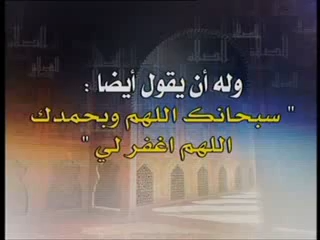 وله أن يقول أيضا :
" سبحانك اللهم وبحمدك
اللهم اغفر لي "